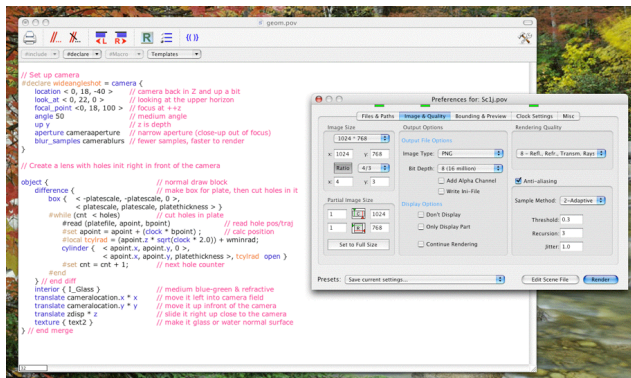 geom.pov
#include
#declare
#Macro
Templates
// Set up camera
#declare wideangleshot = camera {
location < 0, 18, -40 > // camera back in Z and up a bit
look_at < 0, 22, 0 > // looking at the upper horizon
focal_point <0, 18, 100 > // focus at ++z
angle 50 // medium angle
up y // z is depth
aperture cameraaperture // narrow aperture (close-up out of focus)
blur_samples camerablurs // fewer samples, faster to render
}
// Create a lens with holes init right in front of the camera
object { // normal draw block
difference { // make box for plate, then cut holes in it
box { < -platescale, -platescale, 0 >,
< platescale, platescale, platethickness > }
#while (cnt < holes) // cut holes in plate
#read (platefile, apoint, bpoint) // read hole pos/traj
#set apoint = apoint + (clock * bpoint) ; // calc position
#local tcylrad = (apoint.z * sqrt(clock * 2.0)) + wminrad;
cylinder { < apoint.x, apoint.y, 0 >,
< apoint.x, apoint.y, platethickness >, tcylrad open }
#set cnt = cnt + 1; // next hole counter
#end
} // end diff
interior { I_Glass } // medium blue-green & refractive
translate cameralocation.x * x // move it left into camera field
translate cameralocation.y * y // move it up infront of the camera
translate zdisp * z // slide it right up close to the camera
texture { text2 } // make it glass or water normal surface
} // end merge
Preferences for: Sc1j.pov
Files & Paths
Image & Quality
Bounding & Preview
Clock Settings
Misc
Image Size
1024 * 768
x: 1024 y: 768
Ratio 4/3
x: 4 y: 3
Partial Image Size
1 1024
1 768
Set to Full Size
Output Options
Output File Options
Image Type: PNG
Bit Depth: 8 (16 million)
Add Alpha Channel
Write Ini-File
Display Options
Don't Display
Only Display Part
Continue Rendering
Rendering Quality
8 - Refl., Refr., Transm. Rays
Anti-aliasing
Sample Method: 2-Adaptive
Threshold: 0.3
Recursion: 3
Jitter: 1.0
Presets: Save current settings...
Edit Scene File
Render